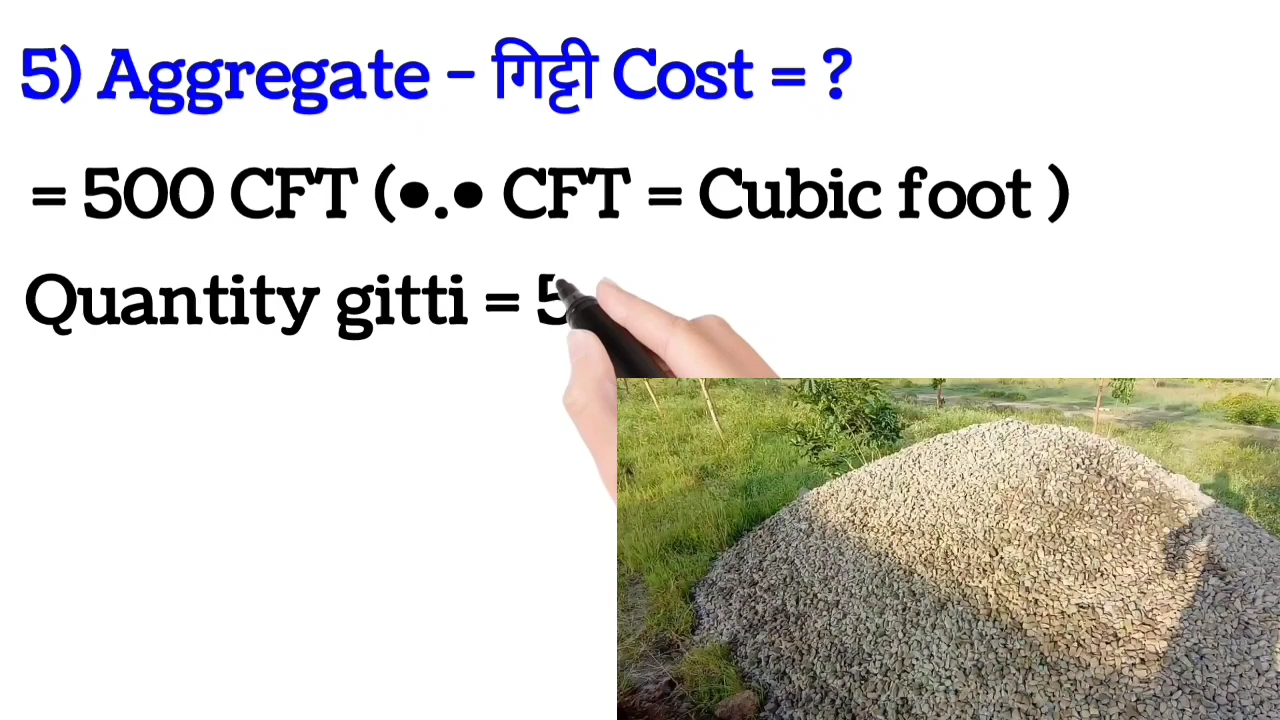 5) Aggregate - गिट्टी Cost = ?
= 500 CFT (•.• CFT = Cubic foot )
Quantity gitti = 5